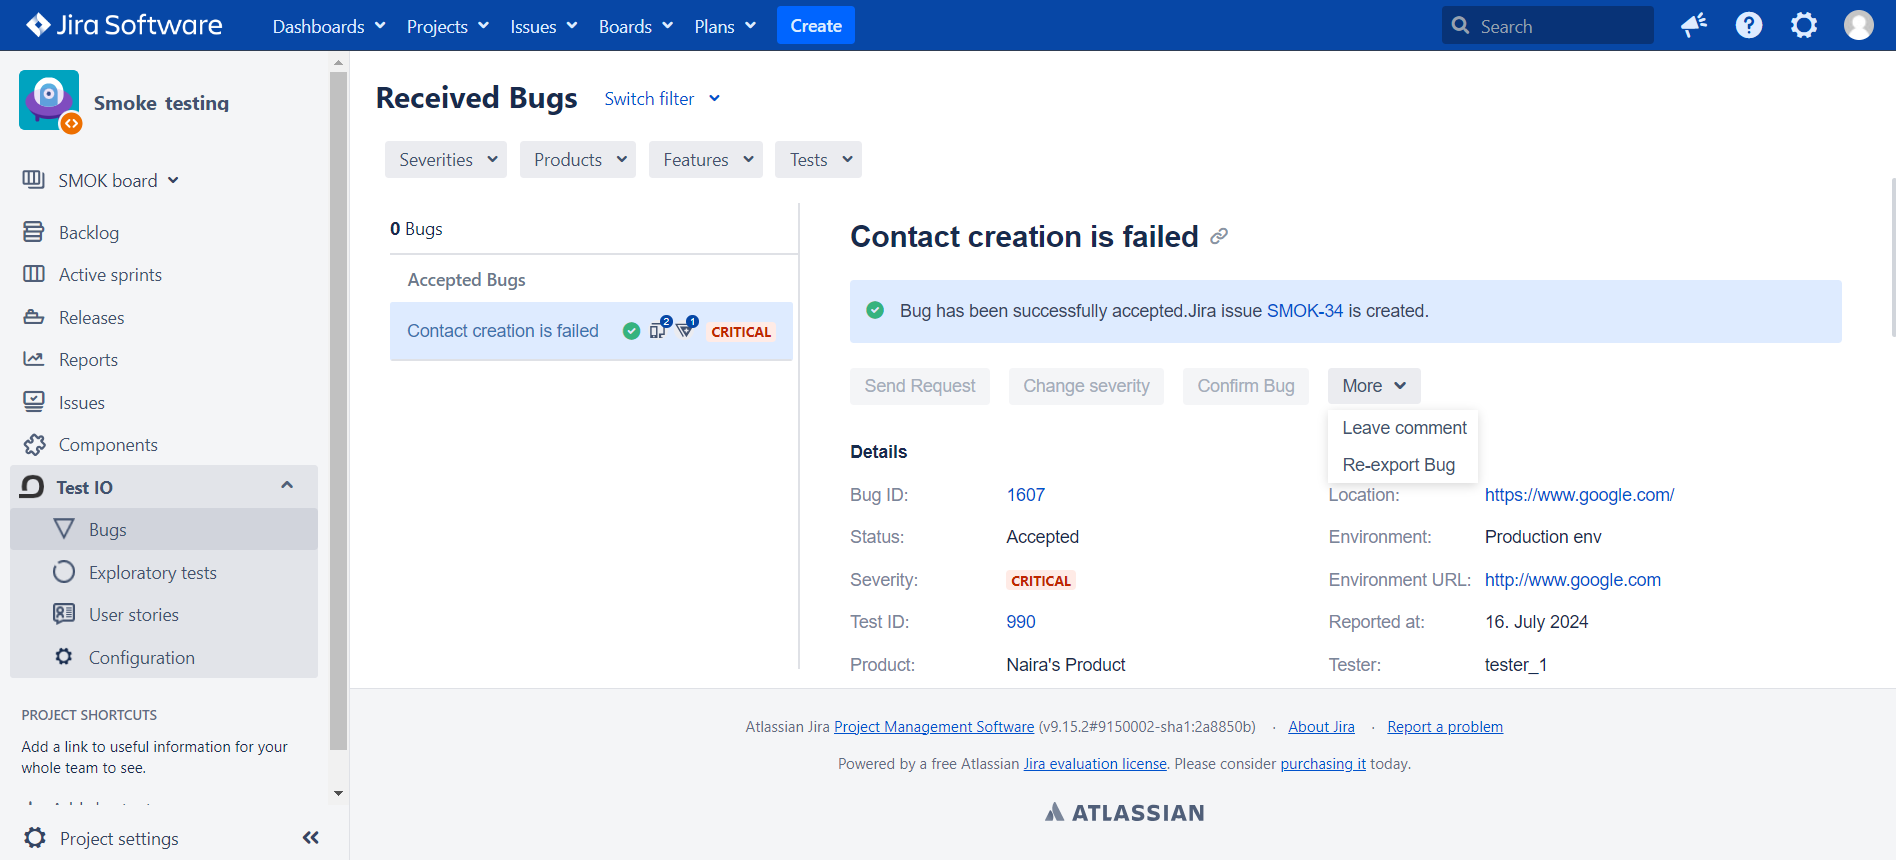 Jira Software
Dashboards
Projects
Issues
Boards
Plans
Create
Search
Smoke testing
SMOK board
Backlog
Active sprints
Releases
Reports
Issues
Components
Test IO
Bugs
Exploratory tests
User stories
Configuration
PROJECT SHORTCUTS
Add a link to useful information for your
whole team to see.
Project settings
Received Bugs
Switch filter
Severities
Products
Features
Tests
0 Bugs
Accepted Bugs
Contact creation is failed
2
1
CRITICAL
Contact creation is failed
Bug has been successfully accepted.Jira issue SMOK-34 is created.
Send Request
Change severity
Confirm Bug
More
Leave comment
Re-export Bug
Details
Bug ID: 1607
Location: https://www.google.com/
Status: Accepted
Environment: Production env
Severity: CRITICAL
Environment URL: http://www.google.com
Test ID: 990
Reported at: 16. July 2024
Product: Naira's Product
Tester: tester_1
Atlassian Jira Project Management Software (v9.15.2#9150002-sha1:2a8850b) · About Jira · Report a problem
Powered by a free Atlassian Jira evaluation license. Please consider purchasing it today.
ATLASSIAN